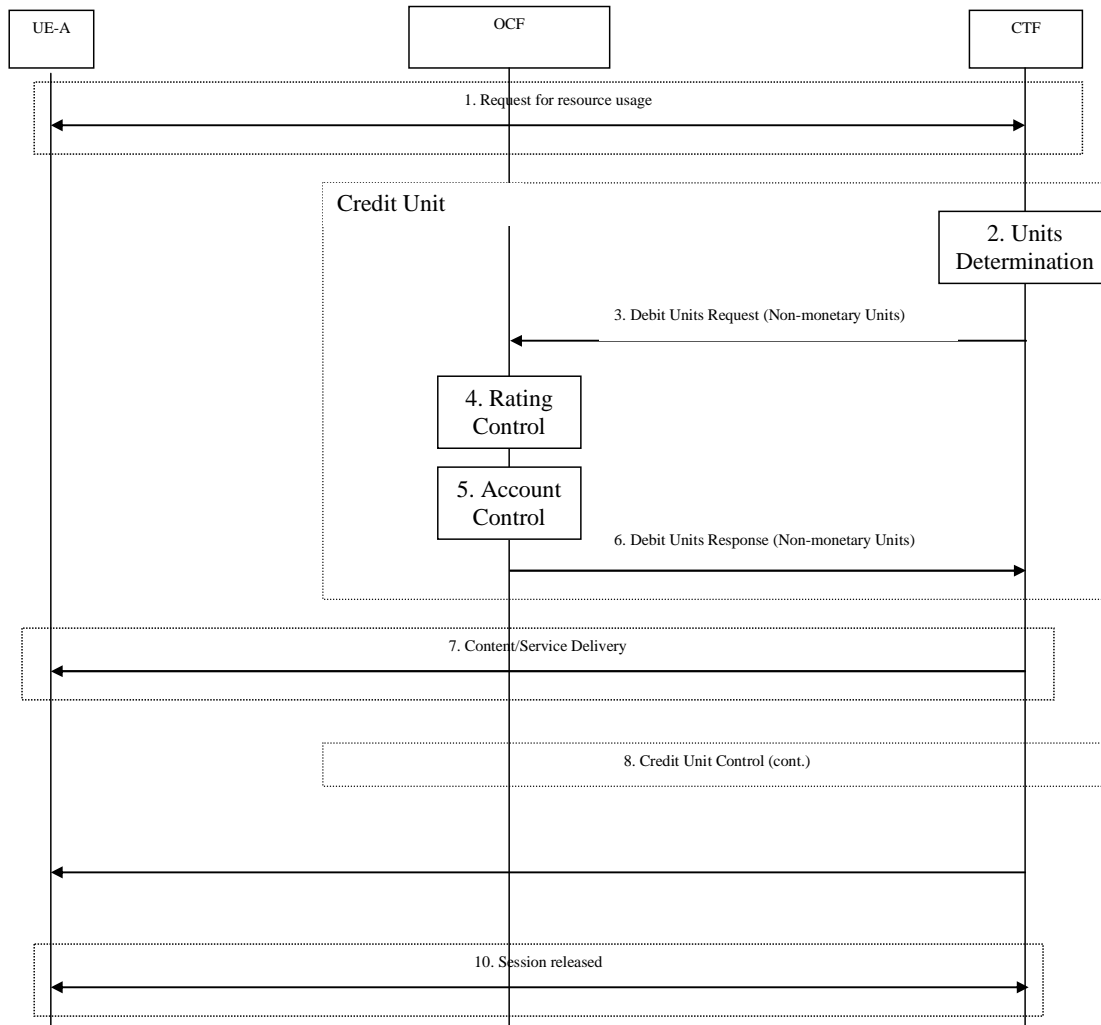 UE-A
OCF
CTF
1. Request for resource usage
Credit Unit
2. Units
Determination
3. Debit Units Request (Non-monetary Units)
4. Rating
Control
5. Account
Control
6. Debit Units Response (Non-monetary Units)
7. Content/Service Delivery
8. Credit Unit Control (cont.)
10. Session released